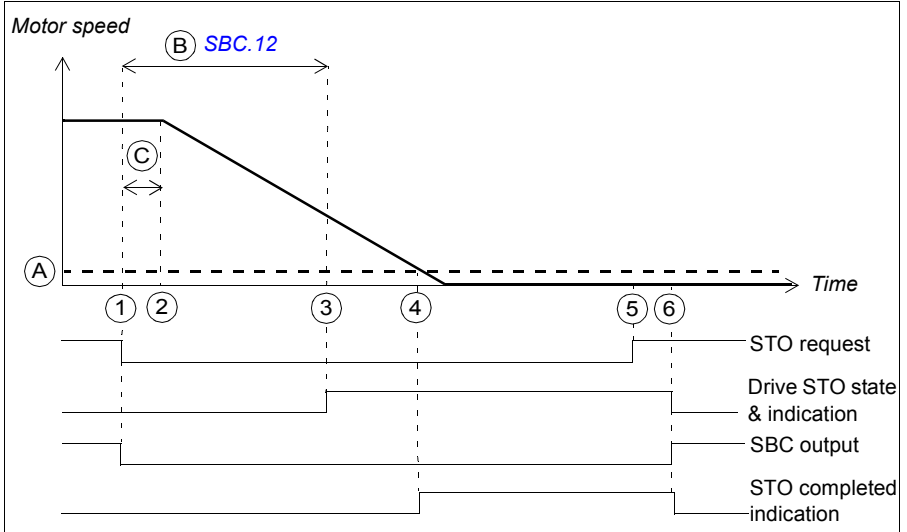 Motor speed
B SBC.12
C
A
Time
1 2 3 4 5 6
STO request
Drive STO state
& indication
SBC output
STO completed
indication